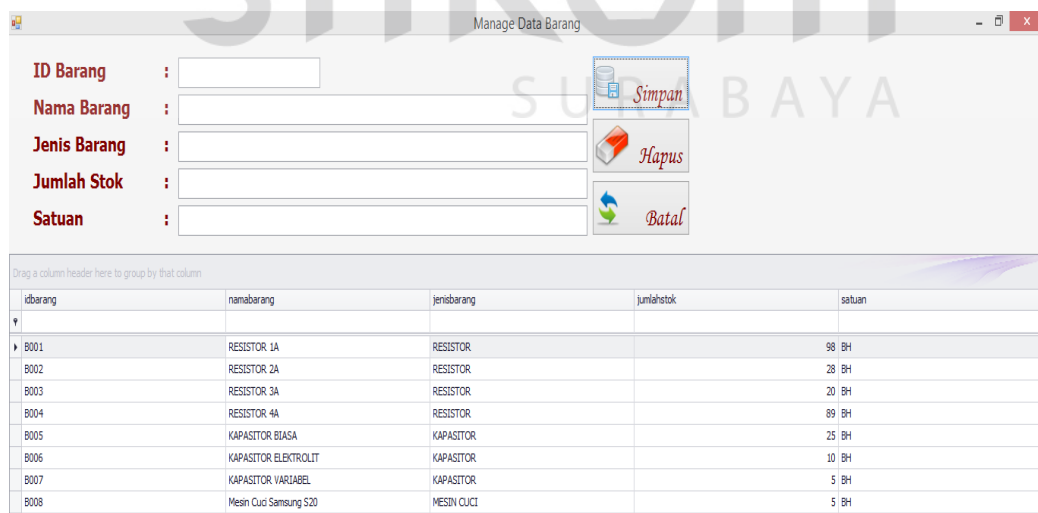 Manage Data Barang
SURABAYA
ID Barang :
Nama Barang :
Jenis Barang :
Jumlah Stok :
Satuan :
Simpan
Hapus
Batal
Drag a column header here to group by that column
idbarang namabarang jenisbarang jumlahstok satuan
B001 RESISTOR 1A RESISTOR 98 BH
B002 RESISTOR 2A RESISTOR 28 BH
B003 RESISTOR 3A RESISTOR 20 BH
B004 RESISTOR 4A RESISTOR 89 BH
B005 KAPASITOR BIASA KAPASITOR 25 BH
B006 KAPASITOR ELEKTROLIT KAPASITOR 10 BH
B007 KAPASITOR VARIABEL KAPASITOR 5 BH
B008 Mesin Cuci Samsung S20 MESIN CUCI 5 BH